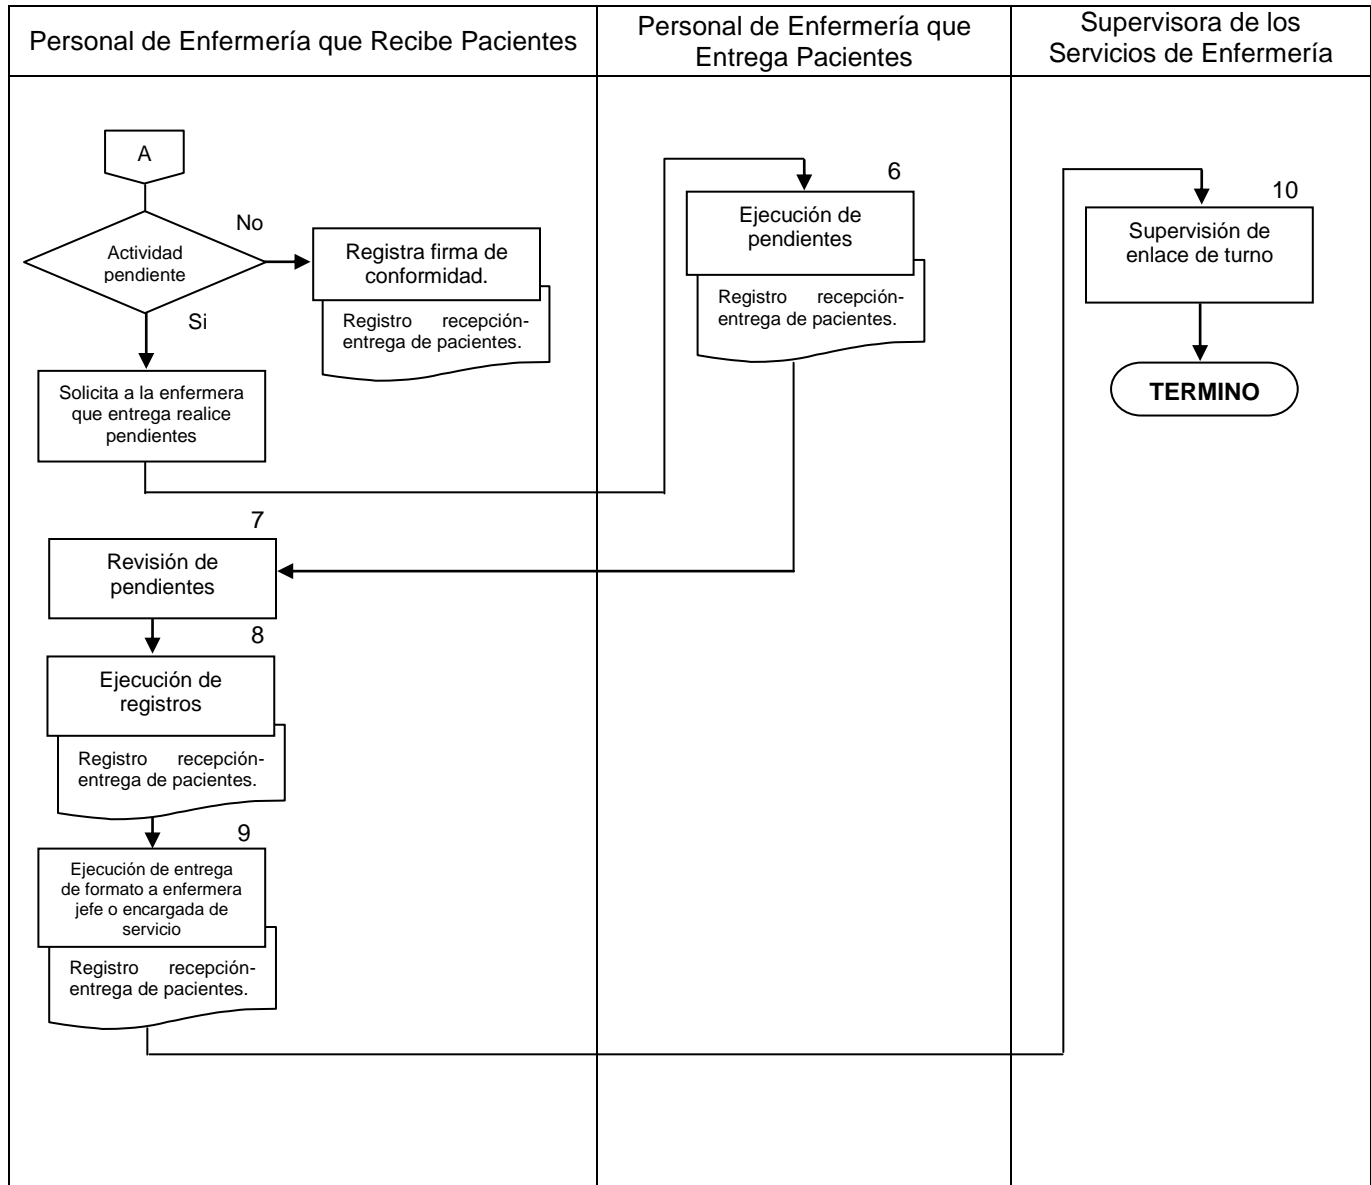 Personal de Enfermería que Recibe Pacientes
Personal de Enfermería que
Entrega Pacientes
Supervisora de los
Servicios de Enfermería
A
Actividad
pendiente
No
Registra firma de
conformidad.
Registro recepción-
entrega de pacientes.
Si
Solicita a la enfermera
que entrega realice
pendientes
6
Ejecución de
pendientes
Registro recepción-
entrega de pacientes.
7
Revisión de
pendientes
8
Ejecución de
registros
Registro recepción-
entrega de pacientes.
9
Ejecución de entrega
de formato a enfermera
jefe o encargada de
servicio
Registro recepción-
entrega de pacientes.
10
Supervisión de
enlace de turno
TERMINO